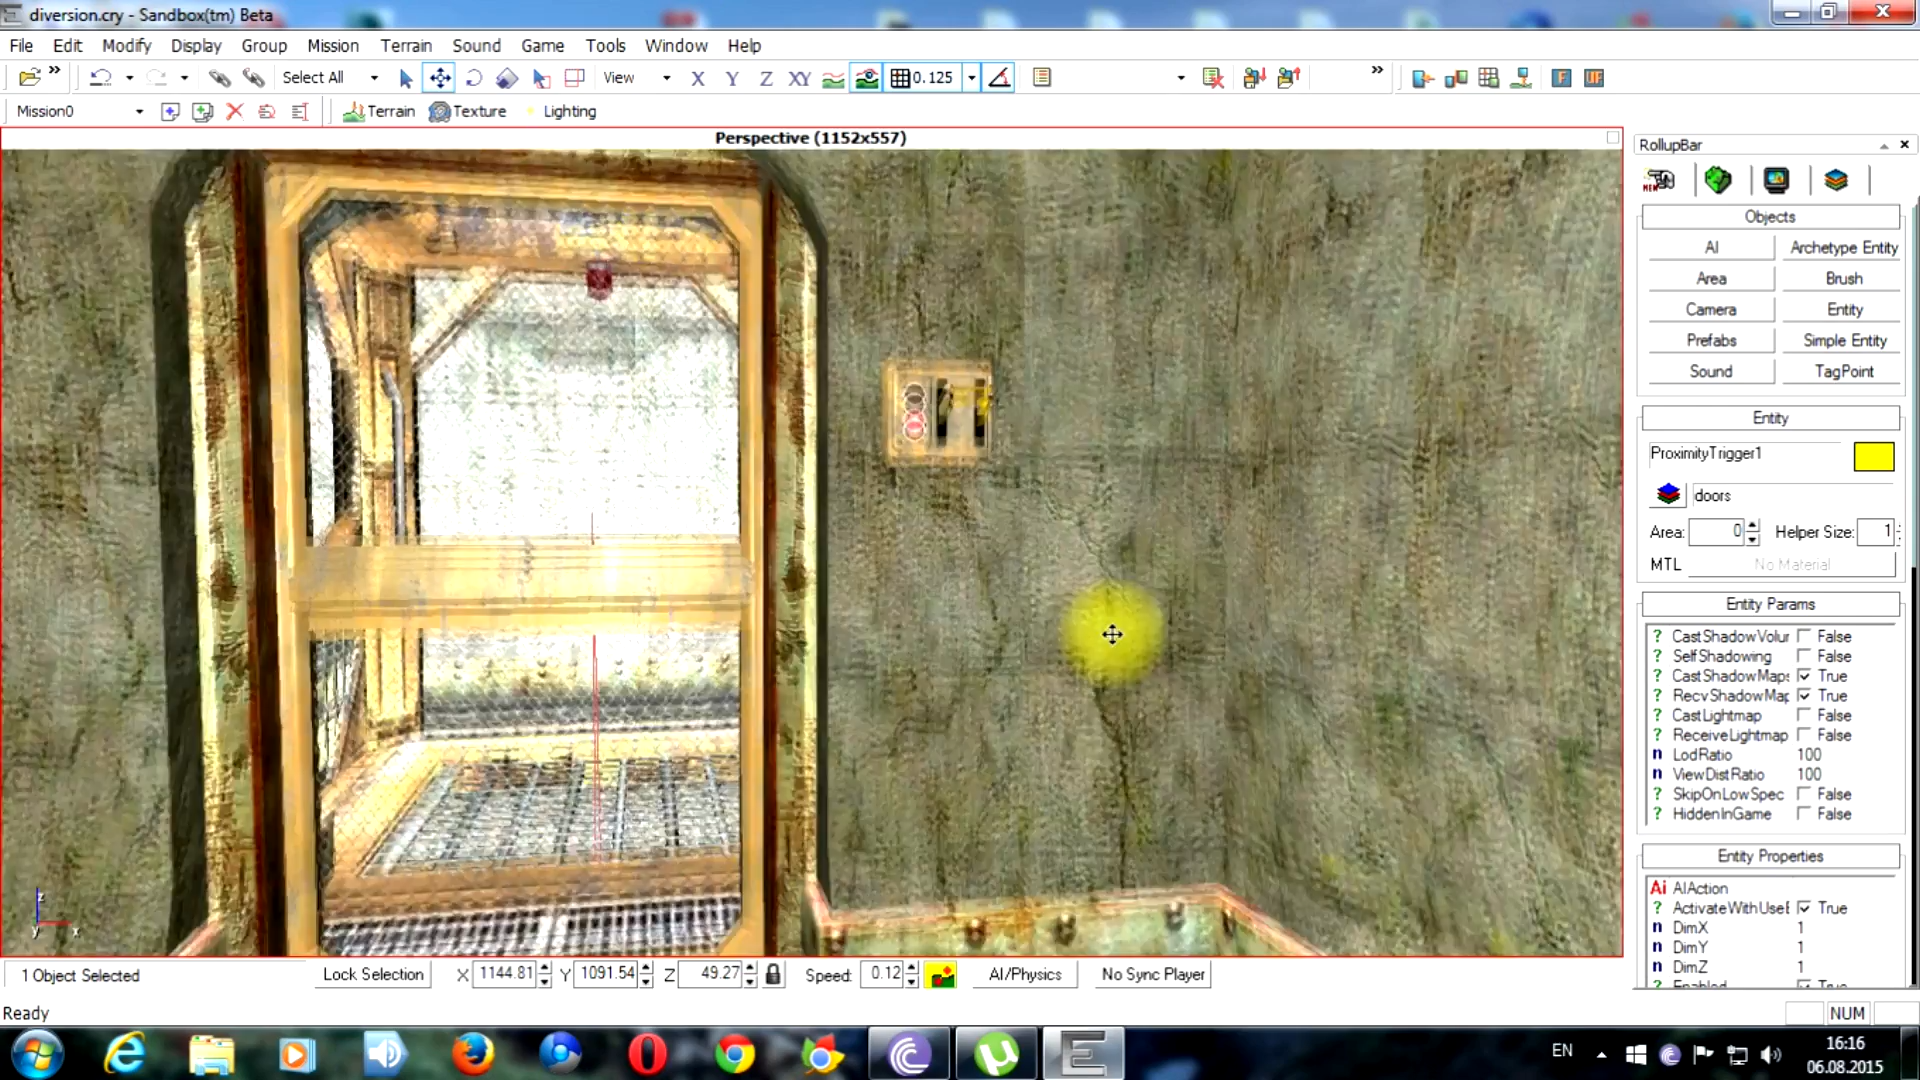 diversion.cry - Sandbox(tm) Beta
File Edit Modify Display Group Mission Terrain Sound Game Tools Window Help
Select All View X Y Z XY 0.125 F UF
Mission0 Terrain Texture Lighting
Perspective (1152x557)
RollupBar
Objects
AI Archetype Entity
Area Brush
Camera Entity
Prefabs Simple Entity
Sound TagPoint
Entity
ProximityTrigger1
doors
Area: 0 Helper Size: 1
MTL No Material
Entity Params
? CastShadowVolur False
? SelfShadowing False
? CastShadowMaps True
? RecvShadowMap True
? CastLightmap False
? ReceiveLightmap False
n LodRatio 100
n ViewDistRatio 100
? SkipOnLowSpec False
? HiddenInGame False
Entity Properties
Ai AIAction
? ActivateWithUseE True
n DimX 1
n DimY 1
n DimZ 1
Enabled True
z
y x
1 Object Selected Lock Selection X 1144.81 Y 1091.54 Z 49.27 Speed: 0.12 AI/Physics No Sync Player
Ready NUM
EN 16:16
06.08.2015